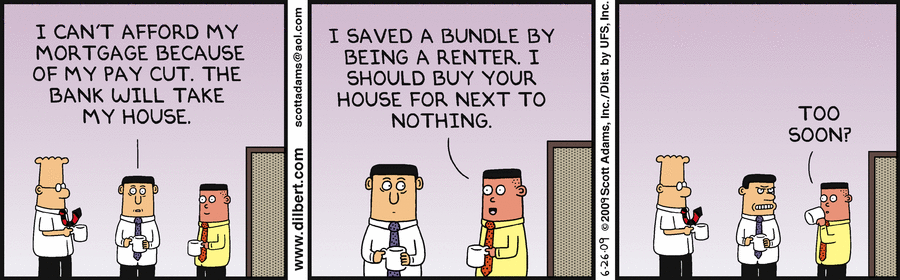 I CAN'T AFFORD MY
MORTGAGE BECAUSE
OF MY PAY CUT. THE
BANK WILL TAKE
MY HOUSE.
www.dilbert.com
scottadams@aol.com
I SAVED A BUNDLE BY
BEING A RENTER. I
SHOULD BUY YOUR
HOUSE FOR NEXT TO
NOTHING.
6-26-09 ©2009 Scott Adams, Inc./Dist. by UFS, Inc.
TOO
SOON?